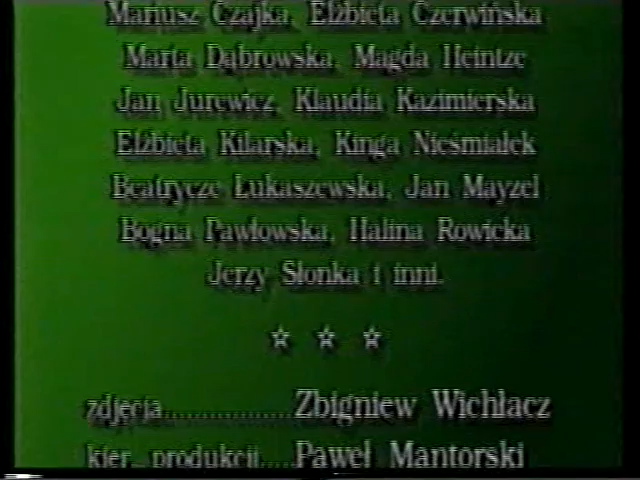 Mariusz Czajka, Elżbieta Czerwińska
Marta Dąbrowska, Magda Heintze
Jan Jurewicz, Klaudia Kazimierska
Elżbieta Kilarska, Kinga Nieśmiałek
Beatrycze Łukaszewska, Jan Mayzel
Bogna Pawłowska, Halina Rowicka
Jerzy Słonka i inni.
zdjęcia.................Zbigniew Wichłacz
kier. produkcji.....Paweł Mantorski